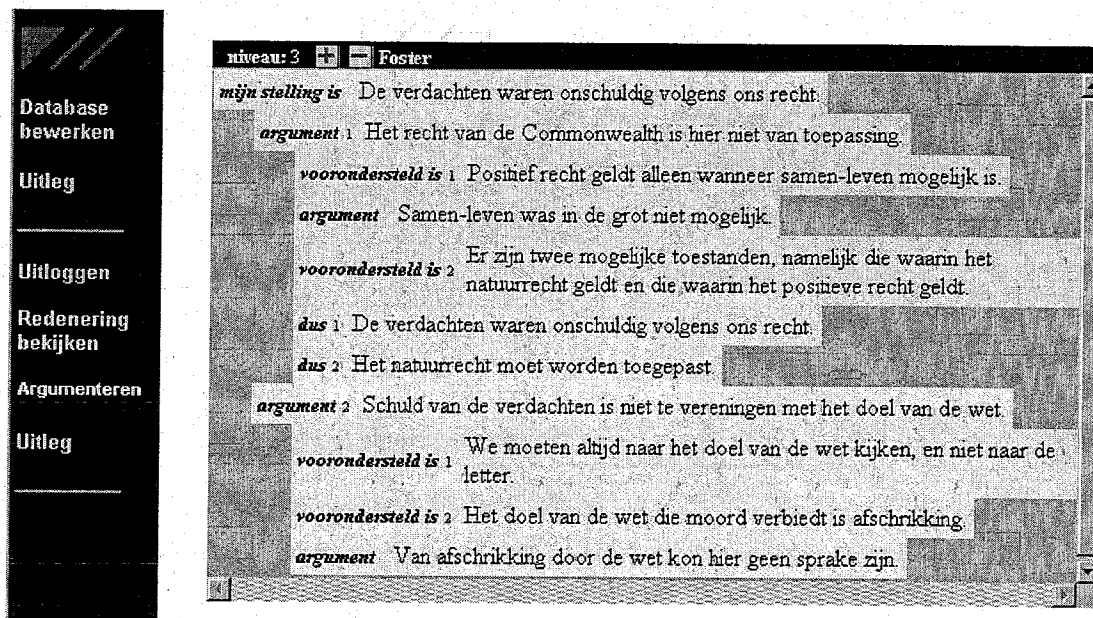 Database
bewerken
Uitleg
Uitloggen
Redenering
bekijken
Argumenteren
Uitleg
niveau: 3 + − Foster
mijn stelling is De verdachten waren onschuldig volgens ons recht.
argument 1 Het recht van de Commonwealth is hier niet van toepassing.
voorondersteld is 1 Positief recht geldt alleen wanneer samen-leven mogelijk is.
argument Samen-leven was in de grot niet mogelijk.
voorondersteld is 2 Er zijn twee mogelijke toestanden, namelijk die waarin het
natuurrecht geldt en die waarin het positieve recht geldt.
dus 1 De verdachten waren onschuldig volgens ons recht.
dus 2 Het natuurrecht moet worden toegepast.
argument 2 Schuld van de verdachten is niet te vereningen met het doel van de wet.
voorondersteld is 1 We moeten altijd naar het doel van de wet kijken, en niet naar de
letter.
voorondersteld is 2 Het doel van de wet die moord verbiedt is afschrikking.
argument Van afschrikking door de wet kon hier geen sprake zijn.